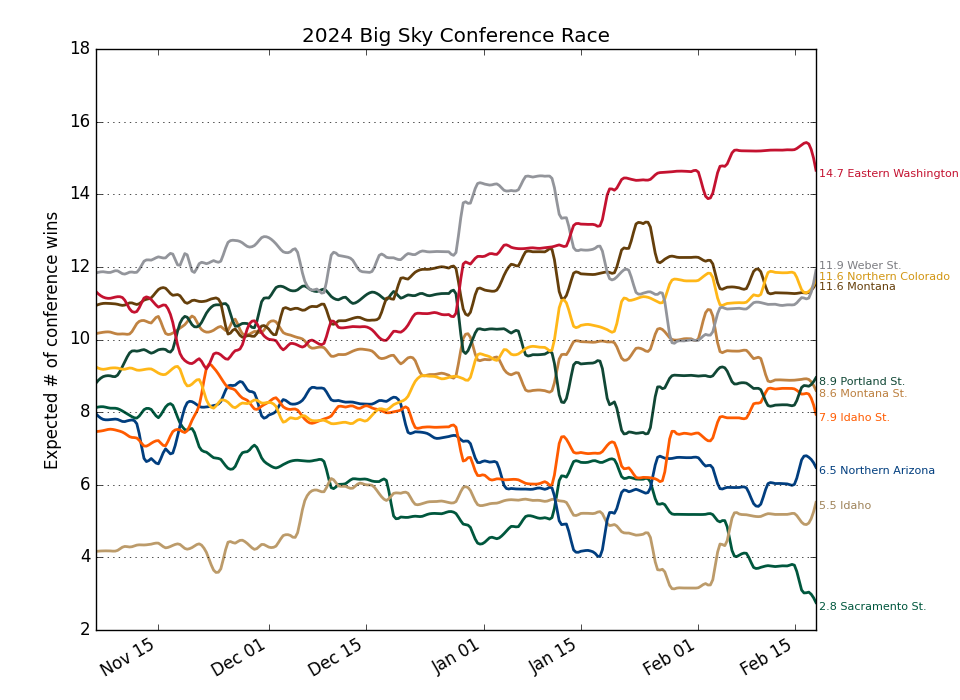 2024 Big Sky Conference Race
Expected # of conference wins
18
16
14
12
10
8
6
4
2
14.7 Eastern Washington
11.9 Weber St.
11.6 Northern Colorado
11.6 Montana
8.9 Portland St.
8.6 Montana St.
7.9 Idaho St.
6.5 Northern Arizona
5.5 Idaho
2.8 Sacramento St.
Nov 15
Dec 01
Dec 15
Jan 01
Jan 15
Feb 01
Feb 15